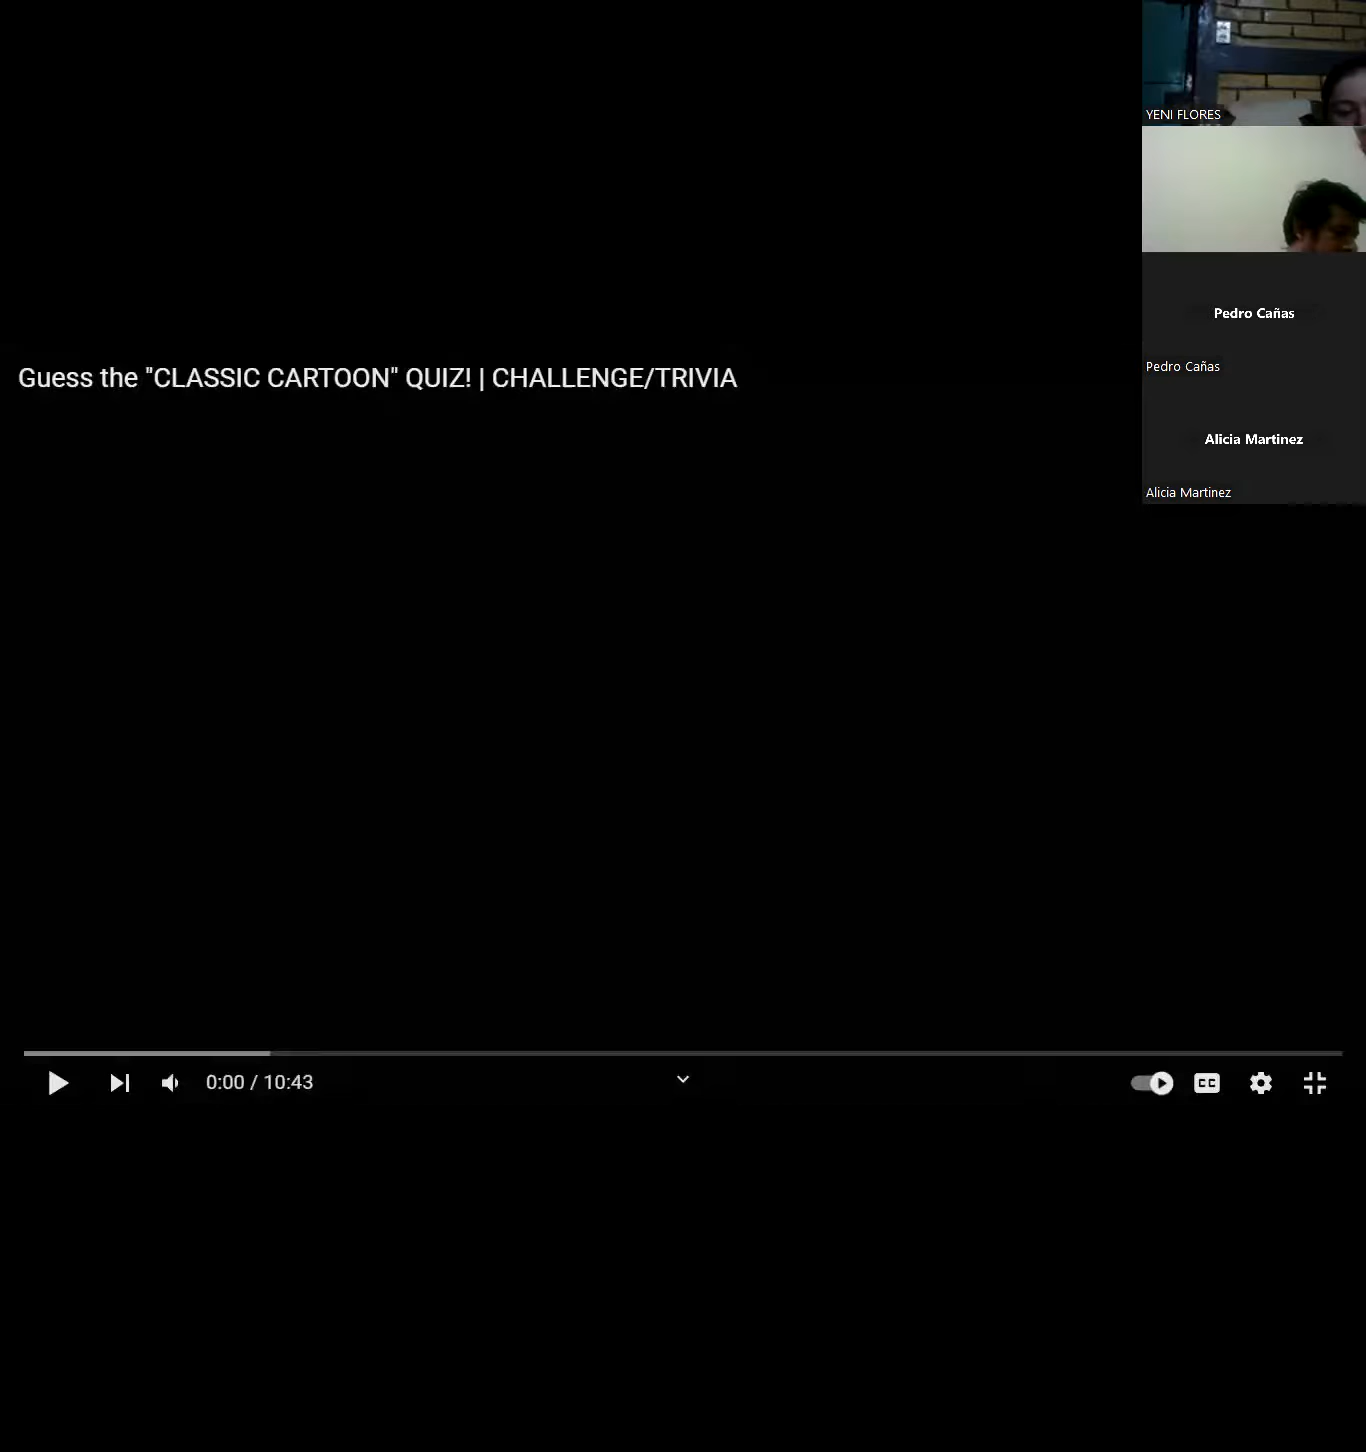 YENI FLORES
Pedro Cañas
Pedro Cañas
Guess the "CLASSIC CARTOON" QUIZ! | CHALLENGE/TRIVIA
Alicia Martinez
Alicia Martinez
0:00 / 10:43
CC